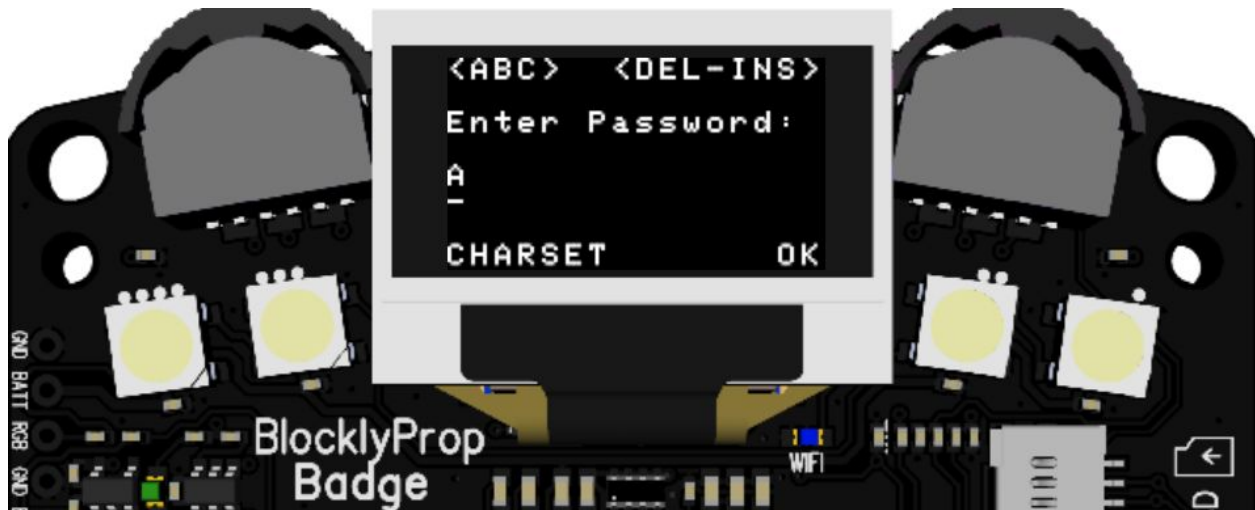 <ABC> <DEL-INS>
Enter Password:
A
CHARSET OK
GND
BATT
RGB
GND
BlocklyProp
Badge
WIFI